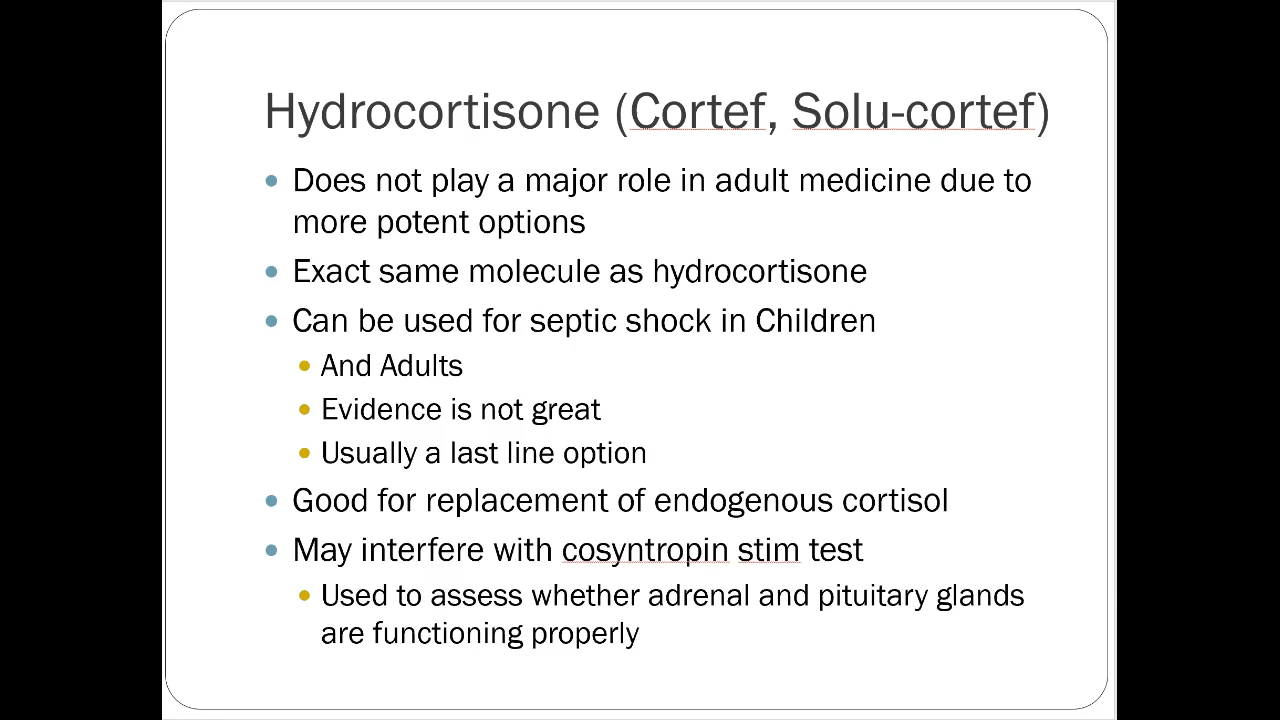 Hydrocortisone (Cortef, Solu-cortef)
Does not play a major role in adult medicine due to
more potent options
Exact same molecule as hydrocortisone
Can be used for septic shock in Children
And Adults
Evidence is not great
Usually a last line option
Good for replacement of endogenous cortisol
May interfere with cosyntropin stim test
Used to assess whether adrenal and pituitary glands
are functioning properly